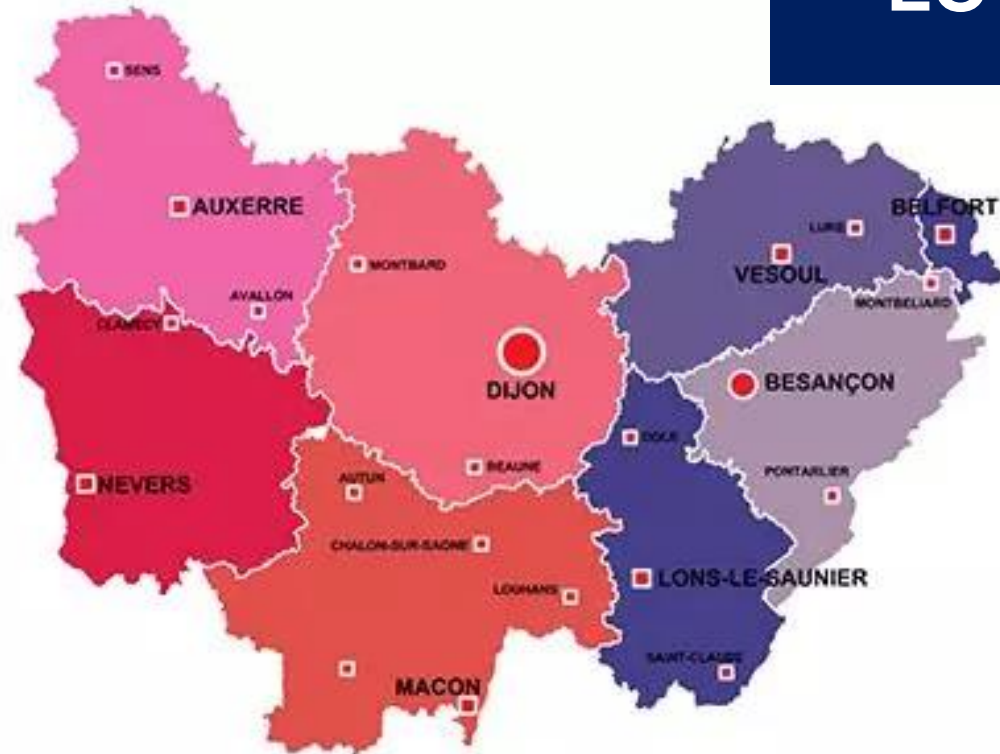 SENS
AUXERRE
BELFORT
LURE
VESOUL
MONTBARD
AVALLON
MONTBELIARD
CLAMECY
BESANÇON
DIJON
DOLE
BEAUNE
PONTARLIER
AUTUN
NEVERS
CHALON-SUR-SAONE
LONS-LE-SAUNIER
LOUHANS
SAINT-CLAUDE
MACON